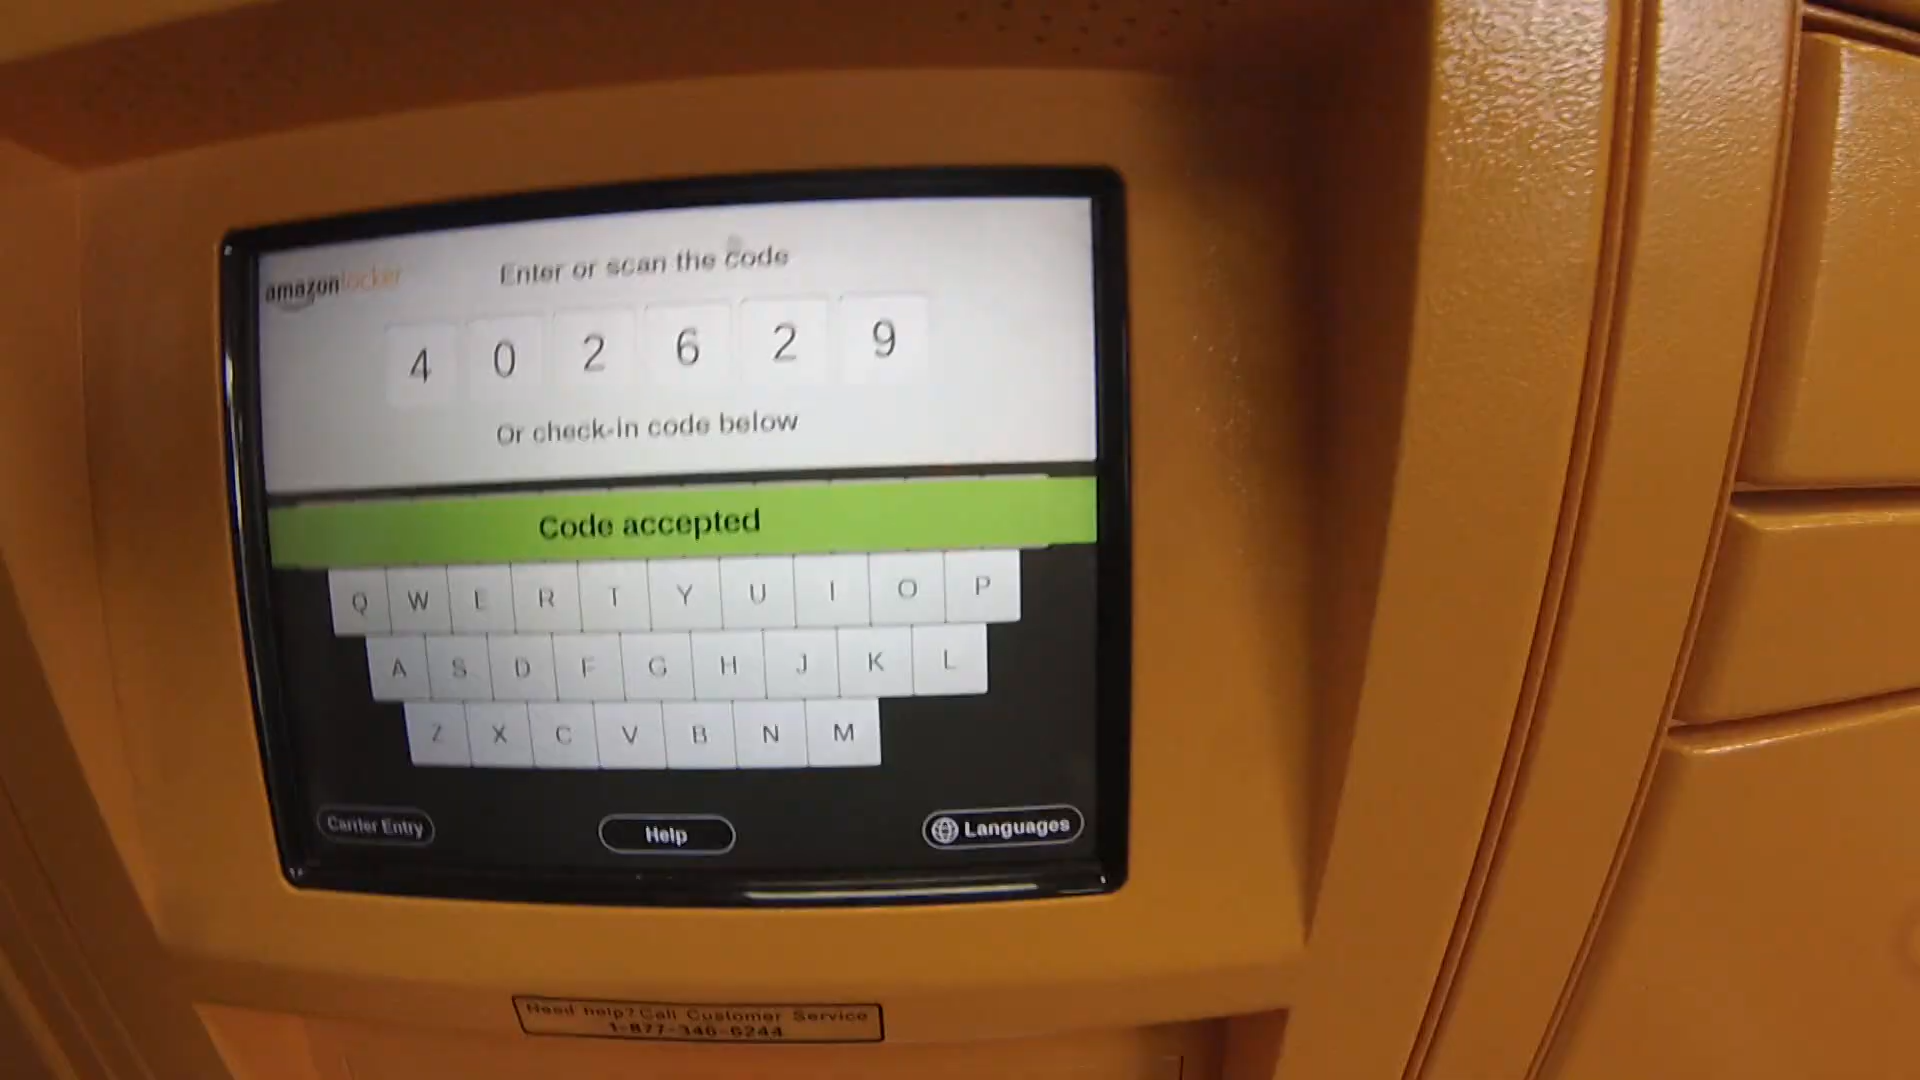 amazonlocker
Enter or scan the code
4 0 2 6 2 9
Or check-in code below
Code accepted
Q W E R T Y U I O P
A S D F G H J K L
Z X C V B N M
Carrier Entry
Help
Languages
Need help? Call Customer Service
1-877-346-6244